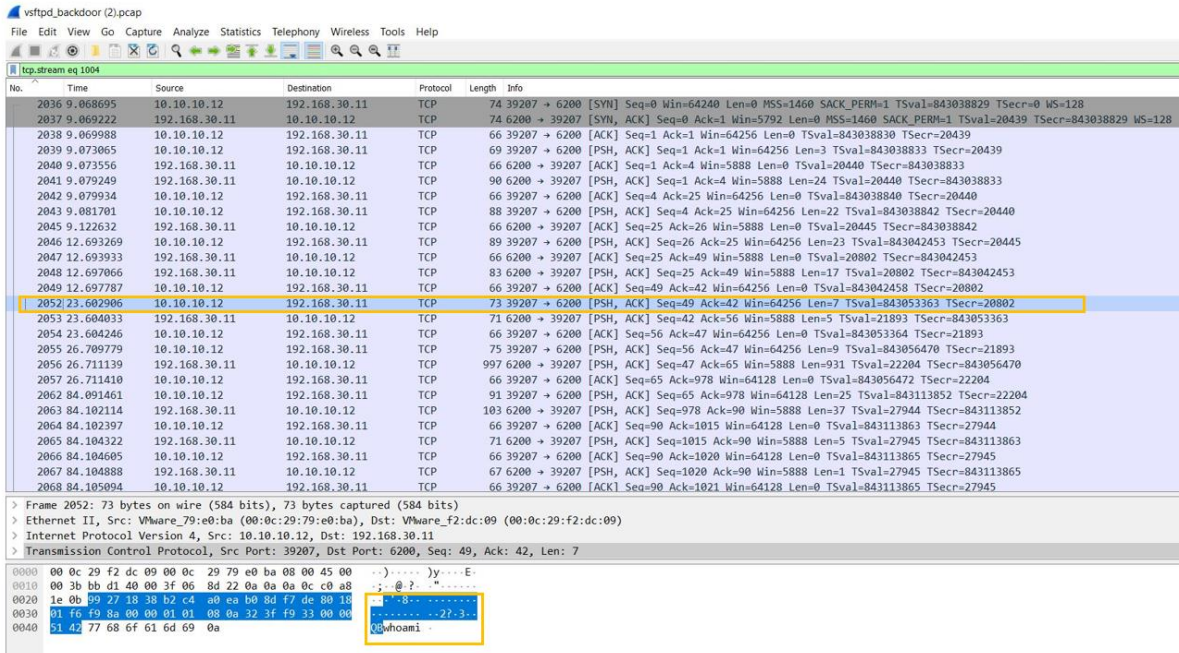 vsftpd_backdoor (2).pcap
File Edit View Go Capture Analyze Statistics Telephony Wireless Tools Help
tcp.stream eq 1004
No. Time Source Destination Protocol Length Info
2036 9.068695 10.10.10.12 192.168.30.11 TCP 74 39207 → 6200 [SYN] Seq=0 Win=64240 Len=0 MSS=1460 SACK_PERM=1 TSval=843038829 TSecr=0 WS=128
2037 9.069222 192.168.30.11 10.10.10.12 TCP 74 6200 → 39207 [SYN, ACK] Seq=0 Ack=1 Win=5792 Len=0 MSS=1460 SACK_PERM=1 TSval=20439 TSecr=843038829 WS=128
2038 9.069988 10.10.10.12 192.168.30.11 TCP 66 39207 → 6200 [ACK] Seq=1 Ack=1 Win=64256 Len=0 TSval=843038830 TSecr=20439
2039 9.073065 10.10.10.12 192.168.30.11 TCP 69 39207 → 6200 [PSH, ACK] Seq=1 Ack=1 Win=64256 Len=3 TSval=843038833 TSecr=20439
2040 9.073556 192.168.30.11 10.10.10.12 TCP 66 6200 → 39207 [ACK] Seq=1 Ack=4 Win=5888 Len=0 TSval=20440 TSecr=843038833
2041 9.079249 192.168.30.11 10.10.10.12 TCP 90 6200 → 39207 [PSH, ACK] Seq=1 Ack=4 Win=5888 Len=24 TSval=20440 TSecr=843038833
2042 9.079934 10.10.10.12 192.168.30.11 TCP 66 39207 → 6200 [ACK] Seq=4 Ack=25 Win=64256 Len=0 TSval=843038840 TSecr=20440
2043 9.081701 10.10.10.12 192.168.30.11 TCP 88 39207 → 6200 [PSH, ACK] Seq=4 Ack=25 Win=64256 Len=22 TSval=843038842 TSecr=20440
2045 9.122632 192.168.30.11 10.10.10.12 TCP 66 6200 → 39207 [ACK] Seq=25 Ack=26 Win=5888 Len=0 TSval=20445 TSecr=843038842
2046 12.693269 10.10.10.12 192.168.30.11 TCP 89 39207 → 6200 [PSH, ACK] Seq=26 Ack=25 Win=64256 Len=23 TSval=843042453 TSecr=20445
2047 12.693933 192.168.30.11 10.10.10.12 TCP 66 6200 → 39207 [ACK] Seq=25 Ack=49 Win=5888 Len=0 TSval=20802 TSecr=843042453
2048 12.697066 192.168.30.11 10.10.10.12 TCP 83 6200 → 39207 [PSH, ACK] Seq=25 Ack=49 Win=5888 Len=17 TSval=20802 TSecr=843042453
2049 12.697787 10.10.10.12 192.168.30.11 TCP 66 39207 → 6200 [ACK] Seq=49 Ack=42 Win=64256 Len=0 TSval=843042458 TSecr=20802
2052 23.602906 10.10.10.12 192.168.30.11 TCP 73 39207 → 6200 [PSH, ACK] Seq=49 Ack=42 Win=64256 Len=7 TSval=843053363 TSecr=20802
2053 23.604033 192.168.30.11 10.10.10.12 TCP 71 6200 → 39207 [PSH, ACK] Seq=42 Ack=56 Win=5888 Len=5 TSval=21893 TSecr=843053363
2054 23.604246 10.10.10.12 192.168.30.11 TCP 66 39207 → 6200 [ACK] Seq=56 Ack=47 Win=64256 Len=0 TSval=843053364 TSecr=21893
2055 26.709779 10.10.10.12 192.168.30.11 TCP 75 39207 → 6200 [PSH, ACK] Seq=56 Ack=47 Win=64256 Len=9 TSval=843056470 TSecr=21893
2056 26.711139 192.168.30.11 10.10.10.12 TCP 997 6200 → 39207 [PSH, ACK] Seq=47 Ack=65 Win=5888 Len=931 TSval=22204 TSecr=843056470
2057 26.711410 10.10.10.12 192.168.30.11 TCP 66 39207 → 6200 [ACK] Seq=65 Ack=978 Win=64128 Len=0 TSval=843056472 TSecr=22204
2062 84.091461 10.10.10.12 192.168.30.11 TCP 91 39207 → 6200 [PSH, ACK] Seq=65 Ack=978 Win=64128 Len=25 TSval=843113852 TSecr=22204
2063 84.102114 192.168.30.11 10.10.10.12 TCP 103 6200 → 39207 [PSH, ACK] Seq=978 Ack=90 Win=5888 Len=37 TSval=27944 TSecr=843113852
2064 84.102397 10.10.10.12 192.168.30.11 TCP 66 39207 → 6200 [ACK] Seq=90 Ack=1015 Win=64128 Len=0 TSval=843113863 TSecr=27944
2065 84.104322 192.168.30.11 10.10.10.12 TCP 71 6200 → 39207 [PSH, ACK] Seq=1015 Ack=90 Win=5888 Len=5 TSval=27945 TSecr=843113863
2066 84.104605 10.10.10.12 192.168.30.11 TCP 66 39207 → 6200 [ACK] Seq=90 Ack=1020 Win=64128 Len=0 TSval=843113865 TSecr=27945
2067 84.104888 192.168.30.11 10.10.10.12 TCP 67 6200 → 39207 [PSH, ACK] Seq=1020 Ack=90 Win=5888 Len=1 TSval=27945 TSecr=843113865
2068 84.105094 10.10.10.12 192.168.30.11 TCP 66 39207 → 6200 [ACK] Seq=90 Ack=1021 Win=64128 Len=0 TSval=843113865 TSecr=27945
> Frame 2052: 73 bytes on wire (584 bits), 73 bytes captured (584 bits)
> Ethernet II, Src: VMware_79:e0:ba (00:0c:29:79:e0:ba), Dst: VMware_f2:dc:09 (00:0c:29:f2:dc:09)
> Internet Protocol Version 4, Src: 10.10.10.12, Dst: 192.168.30.11
> Transmission Control Protocol, Src Port: 39207, Dst Port: 6200, Seq: 49, Ack: 42, Len: 7
0000 00 0c 29 f2 dc 09 00 0c 29 79 e0 ba 08 00 45 00 ··)····· )y····E·
0010 00 3b bb d1 40 00 3f 06 8d 22 0a 0a 0a 0c c0 a8 ·;··@·?· ·"······
0020 1e 0b 99 27 18 38 b2 c4 a0 ea b0 8d f7 de 80 18 ···'·8·· ········
0030 01 f6 f9 8a 00 00 01 01 08 0a 32 3f f9 33 00 00 ········ ··2?·3··
0040 51 42 77 68 6f 61 6d 69 0a QBwhoami ·